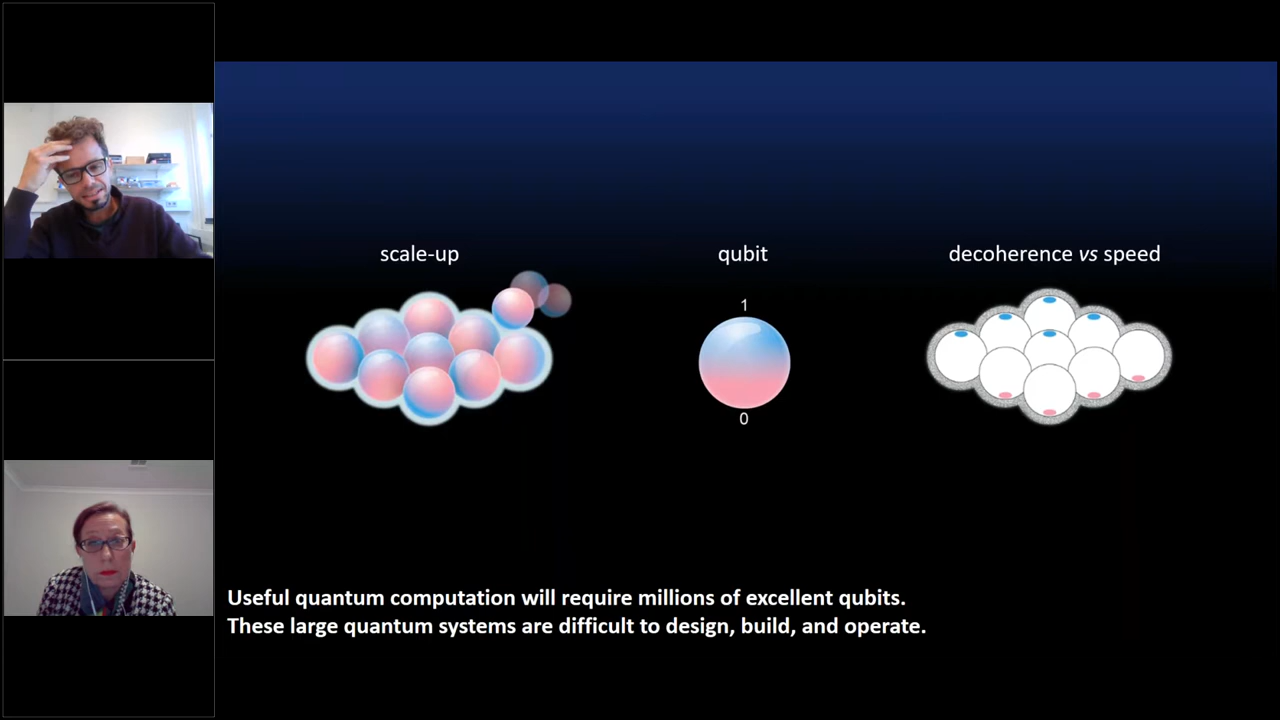 scale-up
qubit
decoherence vs speed
1
0
Useful quantum computation will require millions of excellent qubits.
These large quantum systems are difficult to design, build, and operate.